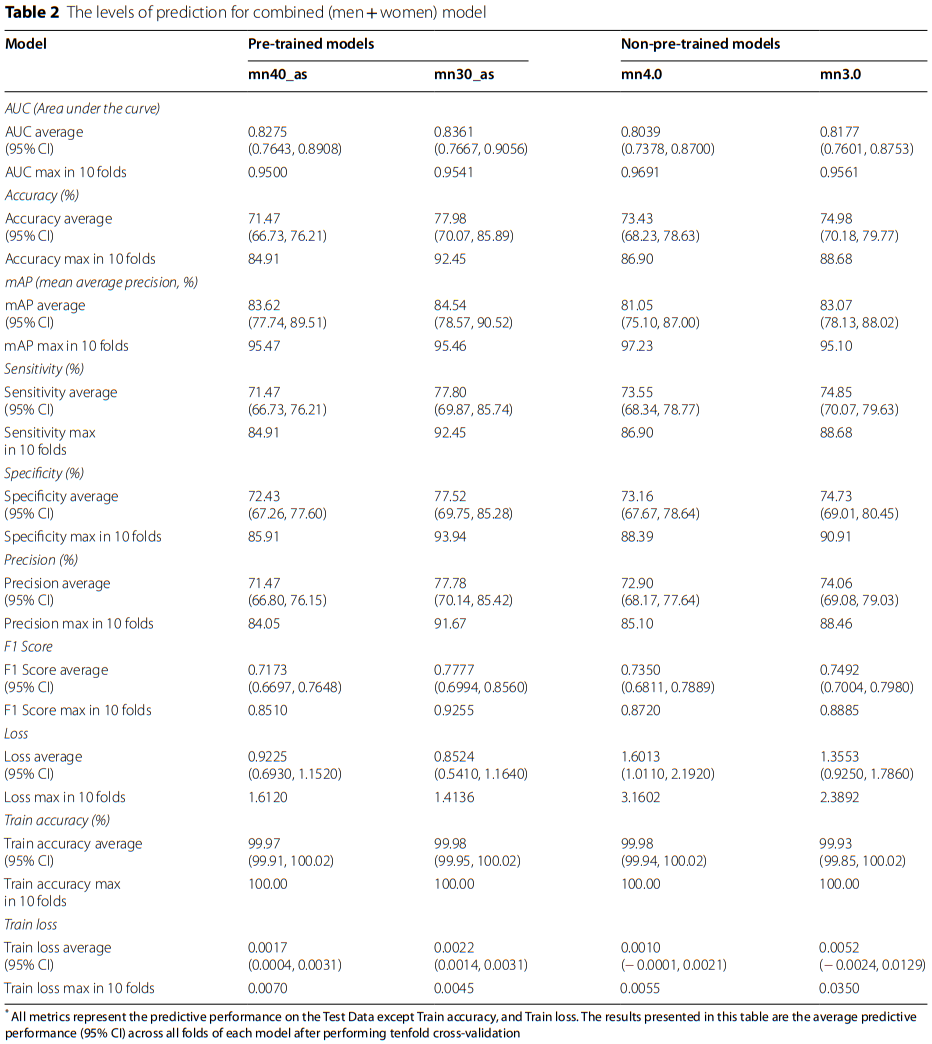 Table 2 The levels of prediction for combined (men + women) model
Model Pre-trained models Non-pre-trained models
mn40_as mn30_as mn4.0 mn3.0
AUC (Area under the curve)
AUC average 0.8275 0.8361 0.8039 0.8177
(95% CI) (0.7643, 0.8908) (0.7667, 0.9056) (0.7378, 0.8700) (0.7601, 0.8753)
AUC max in 10 folds 0.9500 0.9541 0.9691 0.9561
Accuracy (%)
Accuracy average 71.47 77.98 73.43 74.98
(95% CI) (66.73, 76.21) (70.07, 85.89) (68.23, 78.63) (70.18, 79.77)
Accuracy max in 10 folds 84.91 92.45 86.90 88.68
mAP (mean average precision, %)
mAP average 83.62 84.54 81.05 83.07
(95% CI) (77.74, 89.51) (78.57, 90.52) (75.10, 87.00) (78.13, 88.02)
mAP max in 10 folds 95.47 95.46 97.23 95.10
Sensitivity (%)
Sensitivity average 71.47 77.80 73.55 74.85
(95% CI) (66.73, 76.21) (69.87, 85.74) (68.34, 78.77) (70.07, 79.63)
Sensitivity max 84.91 92.45 86.90 88.68
in 10 folds
Specificity (%)
Specificity average 72.43 77.52 73.16 74.73
(95% CI) (67.26, 77.60) (69.75, 85.28) (67.67, 78.64) (69.01, 80.45)
Specificity max in 10 folds 85.91 93.94 88.39 90.91
Precision (%)
Precision average 71.47 77.78 72.90 74.06
(95% CI) (66.80, 76.15) (70.14, 85.42) (68.17, 77.64) (69.08, 79.03)
Precision max in 10 folds 84.05 91.67 85.10 88.46
F1 Score
F1 Score average 0.7173 0.7777 0.7350 0.7492
(95% CI) (0.6697, 0.7648) (0.6994, 0.8560) (0.6811, 0.7889) (0.7004, 0.7980)
F1 Score max in 10 folds 0.8510 0.9255 0.8720 0.8885
Loss
Loss average 0.9225 0.8524 1.6013 1.3553
(95% CI) (0.6930, 1.1520) (0.5410, 1.1640) (1.0110, 2.1920) (0.9250, 1.7860)
Loss max in 10 folds 1.6120 1.4136 3.1602 2.3892
Train accuracy (%)
Train accuracy average 99.97 99.98 99.98 99.93
(95% CI) (99.91, 100.02) (99.95, 100.02) (99.94, 100.02) (99.85, 100.02)
Train accuracy max 100.00 100.00 100.00 100.00
in 10 folds
Train loss
Train loss average 0.0017 0.0022 0.0010 0.0052
(95% CI) (0.0004, 0.0031) (0.0014, 0.0031) (− 0.0001, 0.0021) (− 0.0024, 0.0129)
Train loss max in 10 folds 0.0070 0.0045 0.0055 0.0350
* All metrics represent the predictive performance on the Test Data except Train accuracy, and Train loss. The results presented in this table are the average predictive
performance (95% CI) across all folds of each model after performing tenfold cross-validation